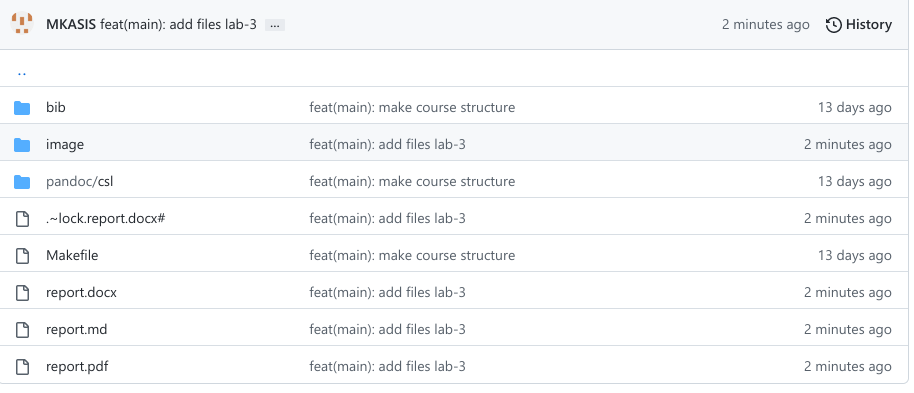 MKASIS feat(main): add files lab-3 ... 2 minutes ago History
..
bib feat(main): make course structure 13 days ago
image feat(main): add files lab-3 2 minutes ago
pandoc/csl feat(main): make course structure 13 days ago
.~lock.report.docx# feat(main): add files lab-3 2 minutes ago
Makefile feat(main): make course structure 13 days ago
report.docx feat(main): add files lab-3 2 minutes ago
report.md feat(main): add files lab-3 2 minutes ago
report.pdf feat(main): add files lab-3 2 minutes ago